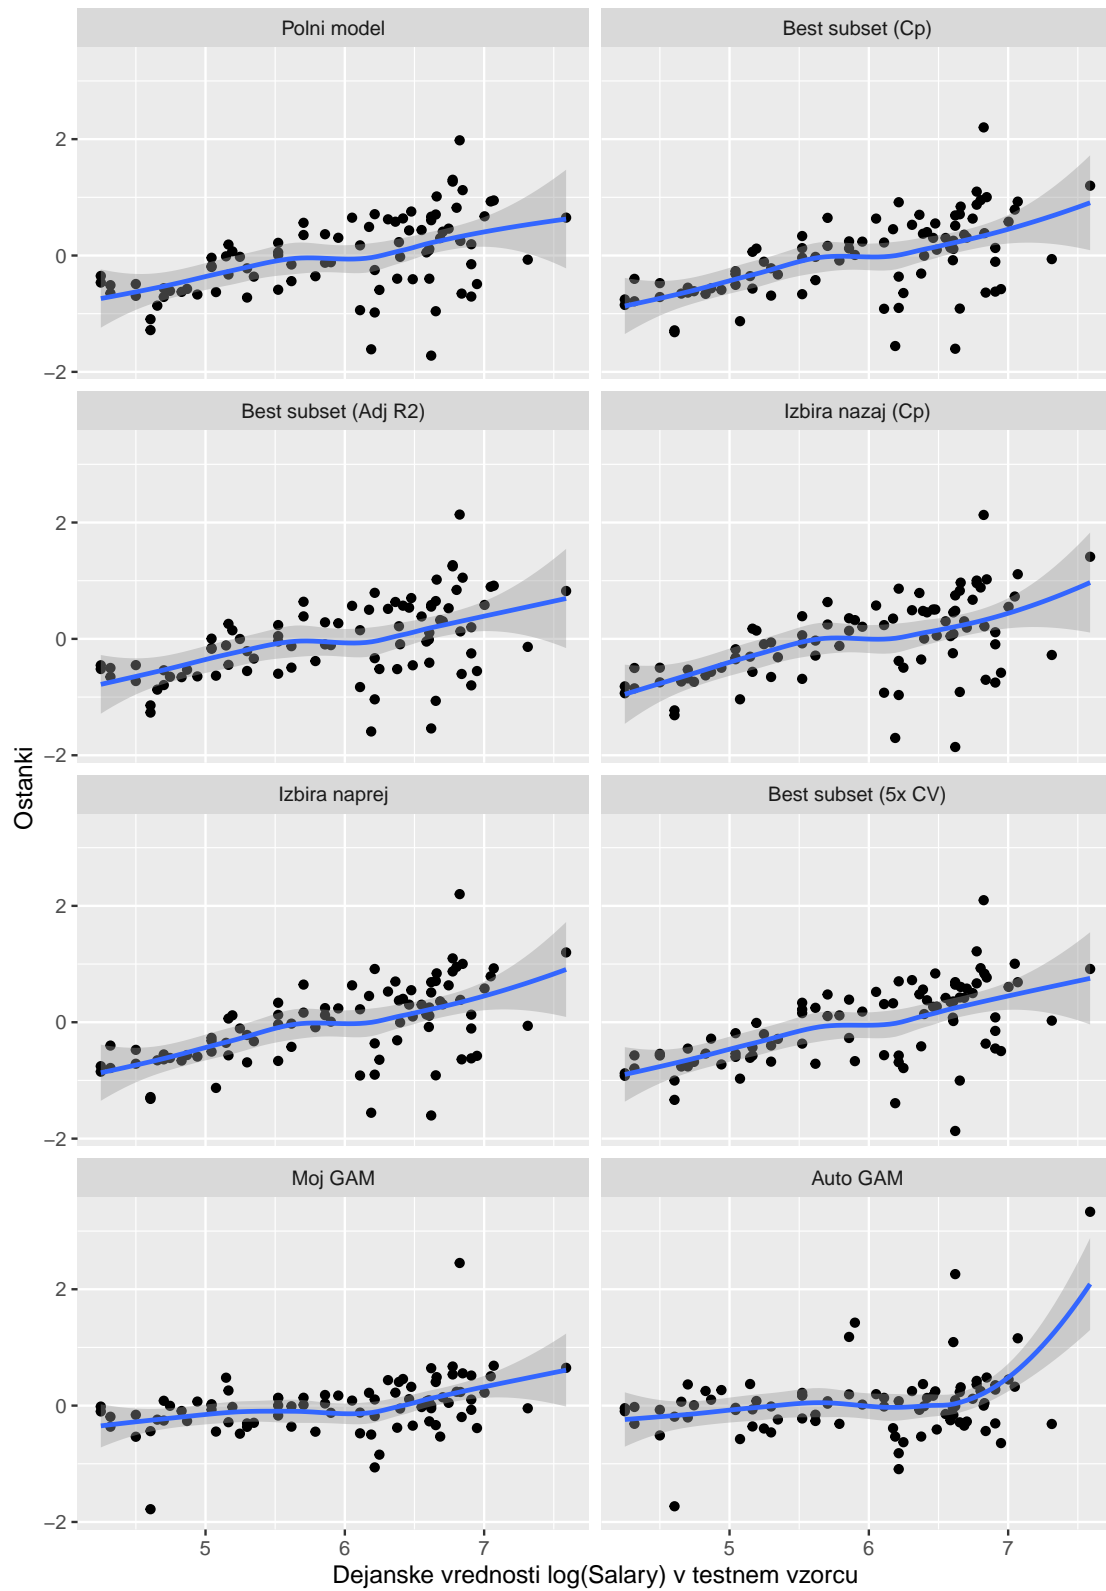 Polni model
Best subset (Cp)
2
0
−2
Best subset (Adj R2)
Izbira nazaj (Cp)
2
0
−2
Izbira naprej
Best subset (5x CV)
2
0
−2
Moj GAM
Auto GAM
2
0
−2
5 6 7 5 6 7
Dejanske vrednosti log(Salary) v testnem vzorcu
Ostanki